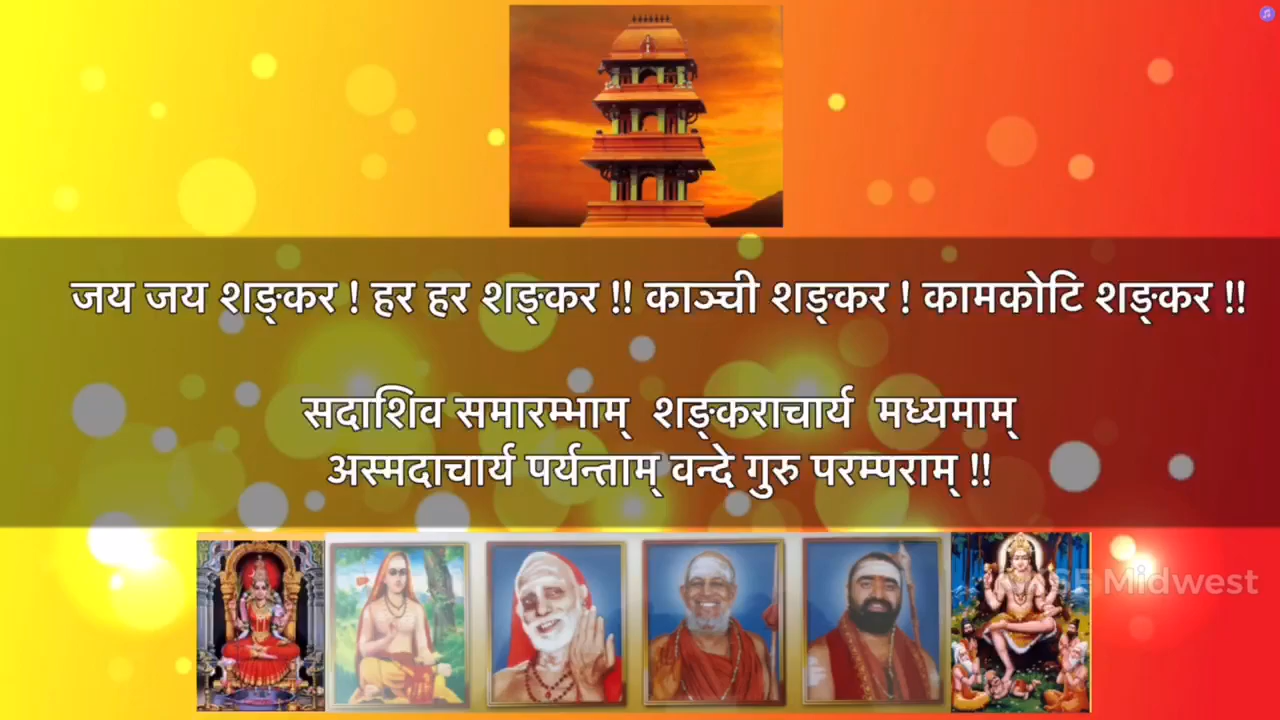 जय जय शङ्कर ! हर हर शङ्कर !! काञ्ची शङ्कर ! कामकोटि शङ्कर !!
सदाशिव समारम्भाम् शङ्कराचार्य मध्यमाम्
अस्मदाचार्य पर्यन्ताम् वन्दे गुरु परम्पराम् !!
SF Midwest